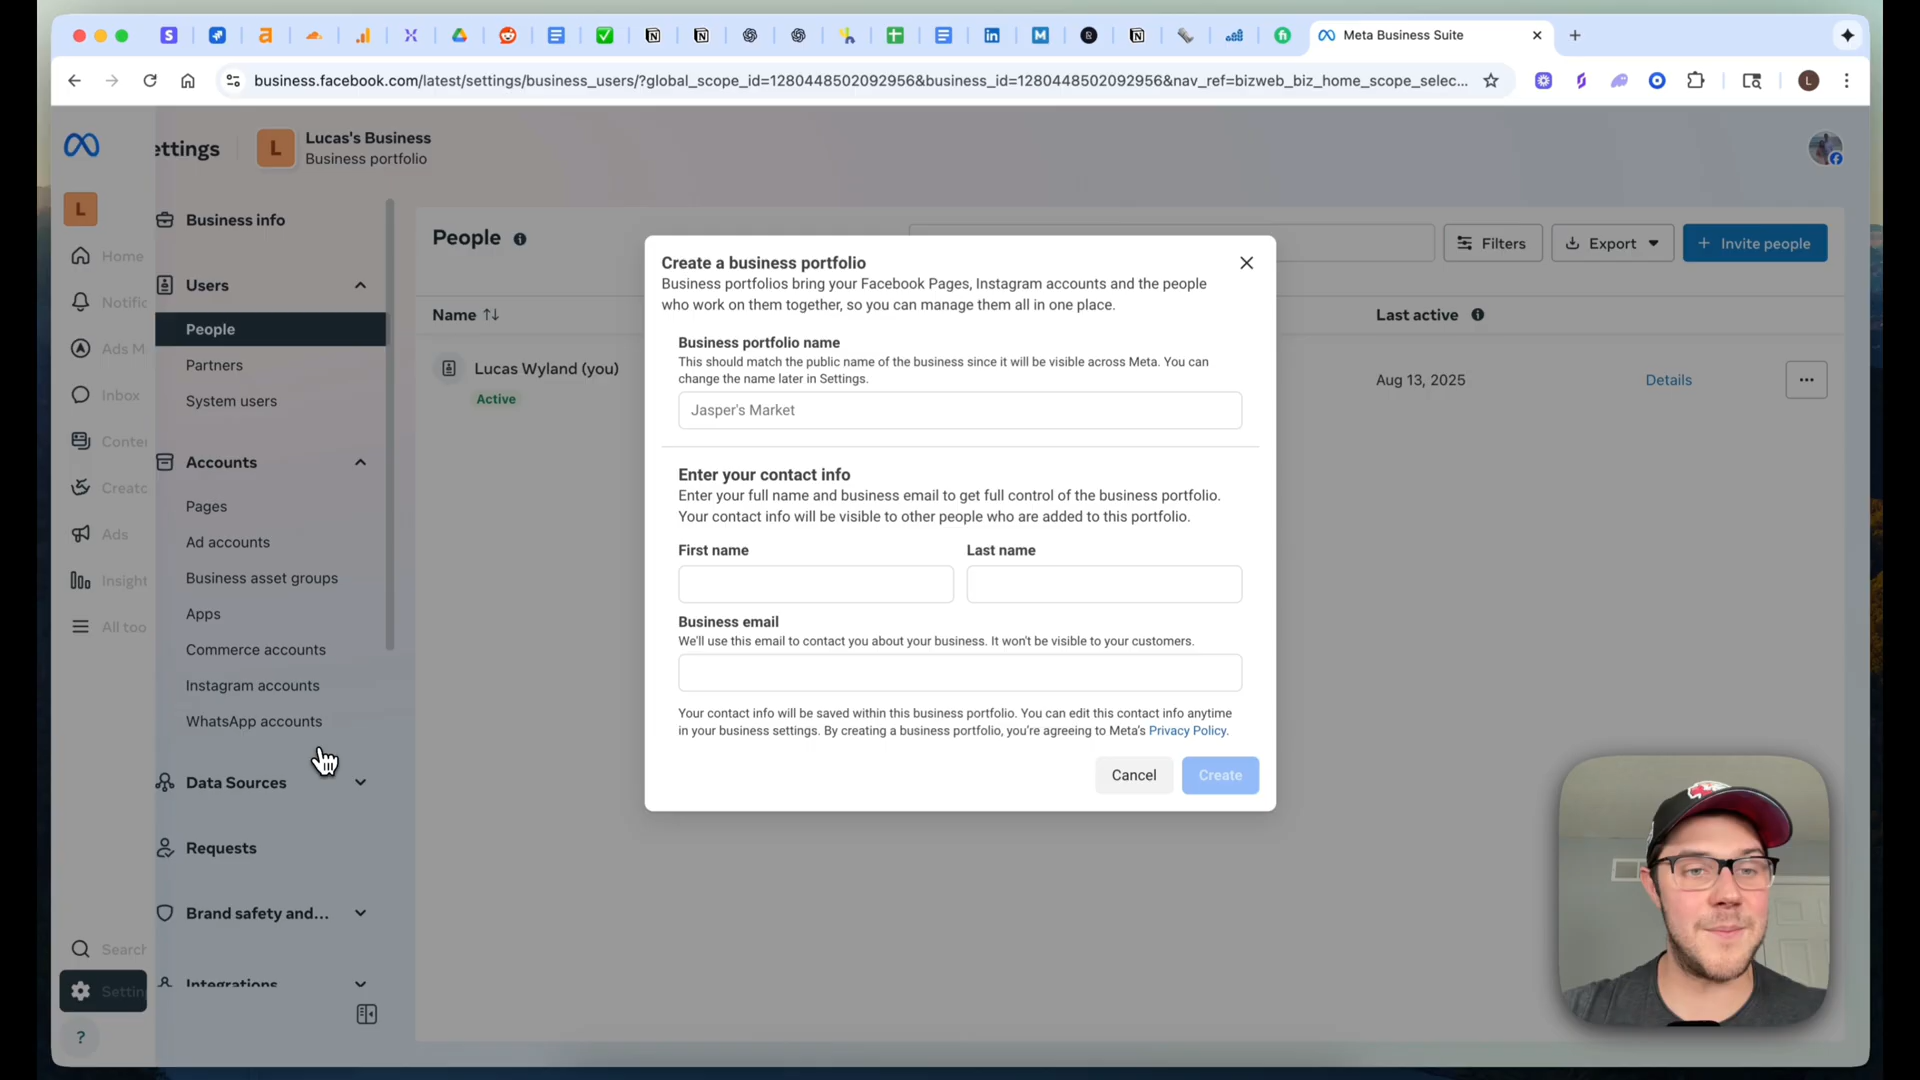 Meta Business Suite
business.facebook.com/latest/settings/business_users/?global_scope_id=1280448502092956&business_id=1280448502092956&nav_ref=bizweb_biz_home_scope_selec...
L
ettings
L
Lucas's Business
Business portfolio
L
Home
Notific
Ads M
Inbox
Conter
Creatc
Ads
Insight
All too
Search
Settin
?
Business info
Users
People
Partners
System users
Accounts
Pages
Ad accounts
Business asset groups
Apps
Commerce accounts
Instagram accounts
WhatsApp accounts
Data Sources
Requests
Brand safety and...
Integrations
People
Filters
Export
+ Invite people
Name
Last active
Lucas Wyland (you)
Active
Aug 13, 2025
Details
Create a business portfolio
Business portfolios bring your Facebook Pages, Instagram accounts and the people
who work on them together, so you can manage them all in one place.
Business portfolio name
This should match the public name of the business since it will be visible across Meta. You can
change the name later in Settings.
Jasper's Market
Enter your contact info
Enter your full name and business email to get full control of the business portfolio.
Your contact info will be visible to other people who are added to this portfolio.
First name
Last name
Business email
We'll use this email to contact you about your business. It won't be visible to your customers.
Your contact info will be saved within this business portfolio. You can edit this contact info anytime
in your business settings. By creating a business portfolio, you're agreeing to Meta's Privacy Policy.
Cancel
Create